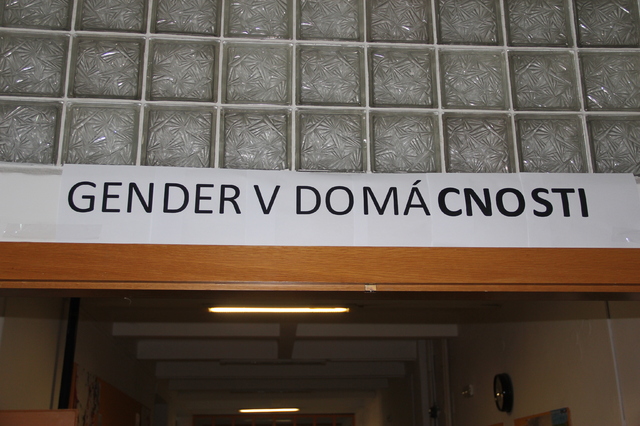 GENDER V DOMÁCNOSTI